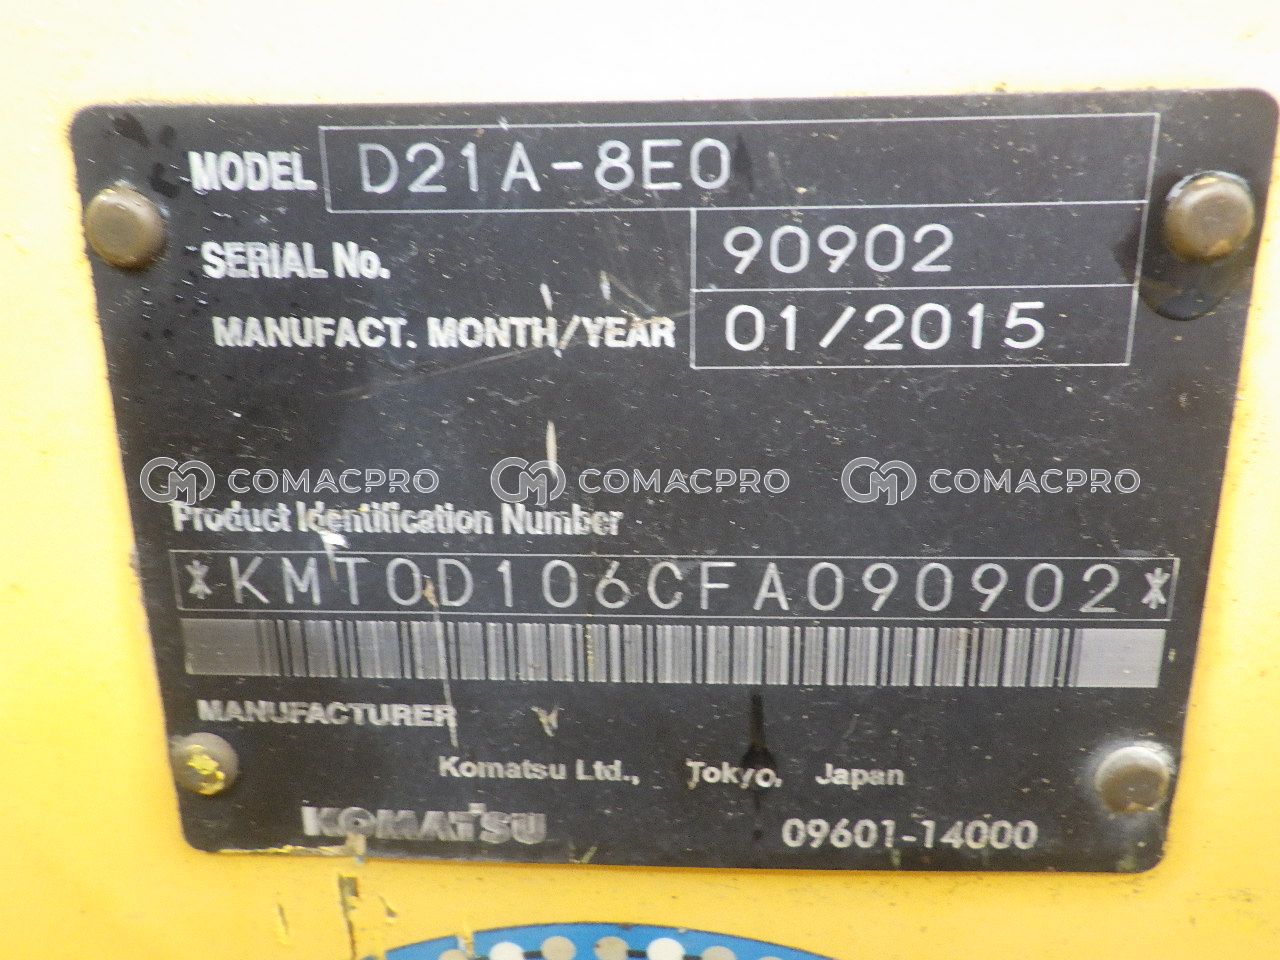 MODEL D21A-8E0
SERIAL No. 90902
MANUFACT. MONTH/YEAR 01/2015
COMACPRO COMACPRO COMACPRO
Product Identification Number
*KMT0D106CFA090902*
MANUFACTURER
Komatsu Ltd., Tokyo, Japan
KOMATSU 09601-14000